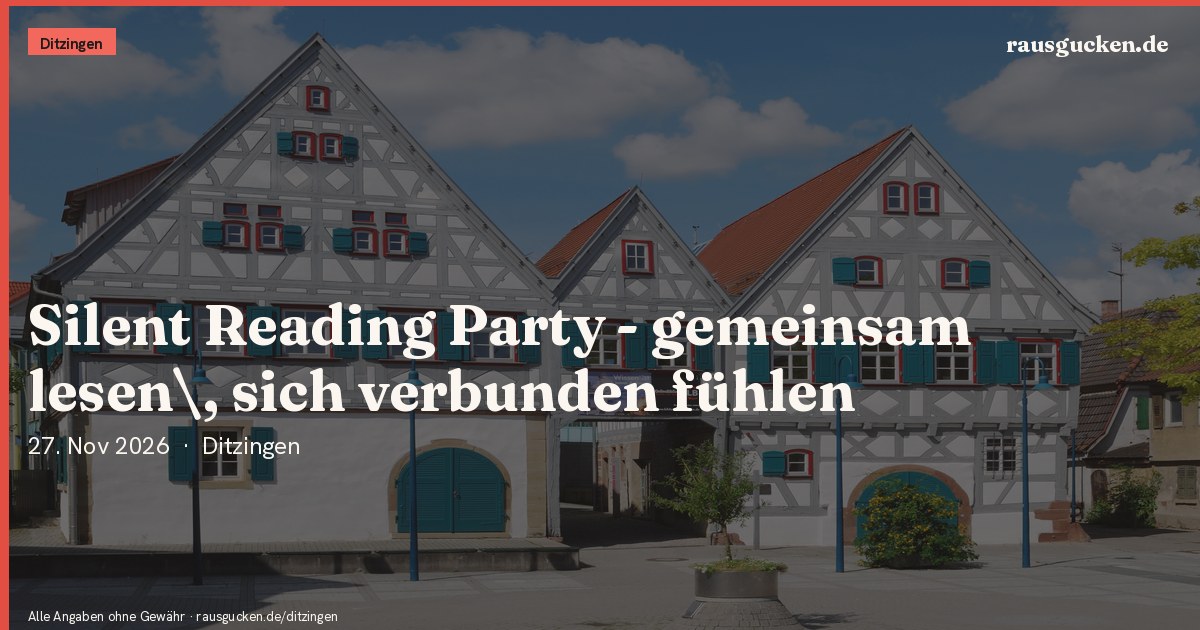 Ditzingen
rausgucken.de
Silent Reading Party - gemeinsam
lesen\, sich verbunden fühlen
27. Nov 2026 · Ditzingen
Alle Angaben ohne Gewähr · rausgucken.de/ditzingen